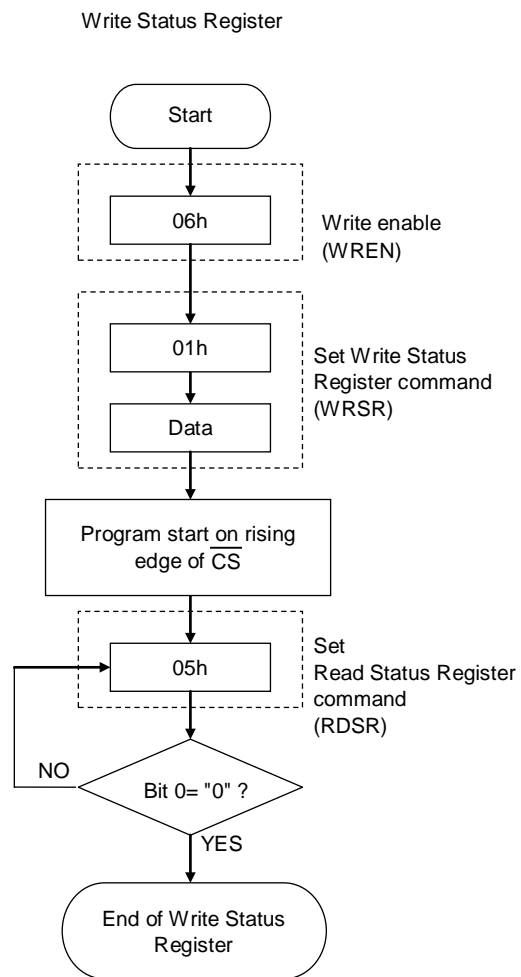 Write Status Register
Start
06h
Write enable
(WREN)
01h
Set Write Status
Register command
(WRSR)
Data
Program start on rising
edge of C̅S̅
05h
Set
Read Status Register
command
(RDSR)
NO
Bit 0= "0" ?
YES
End of Write Status
Register